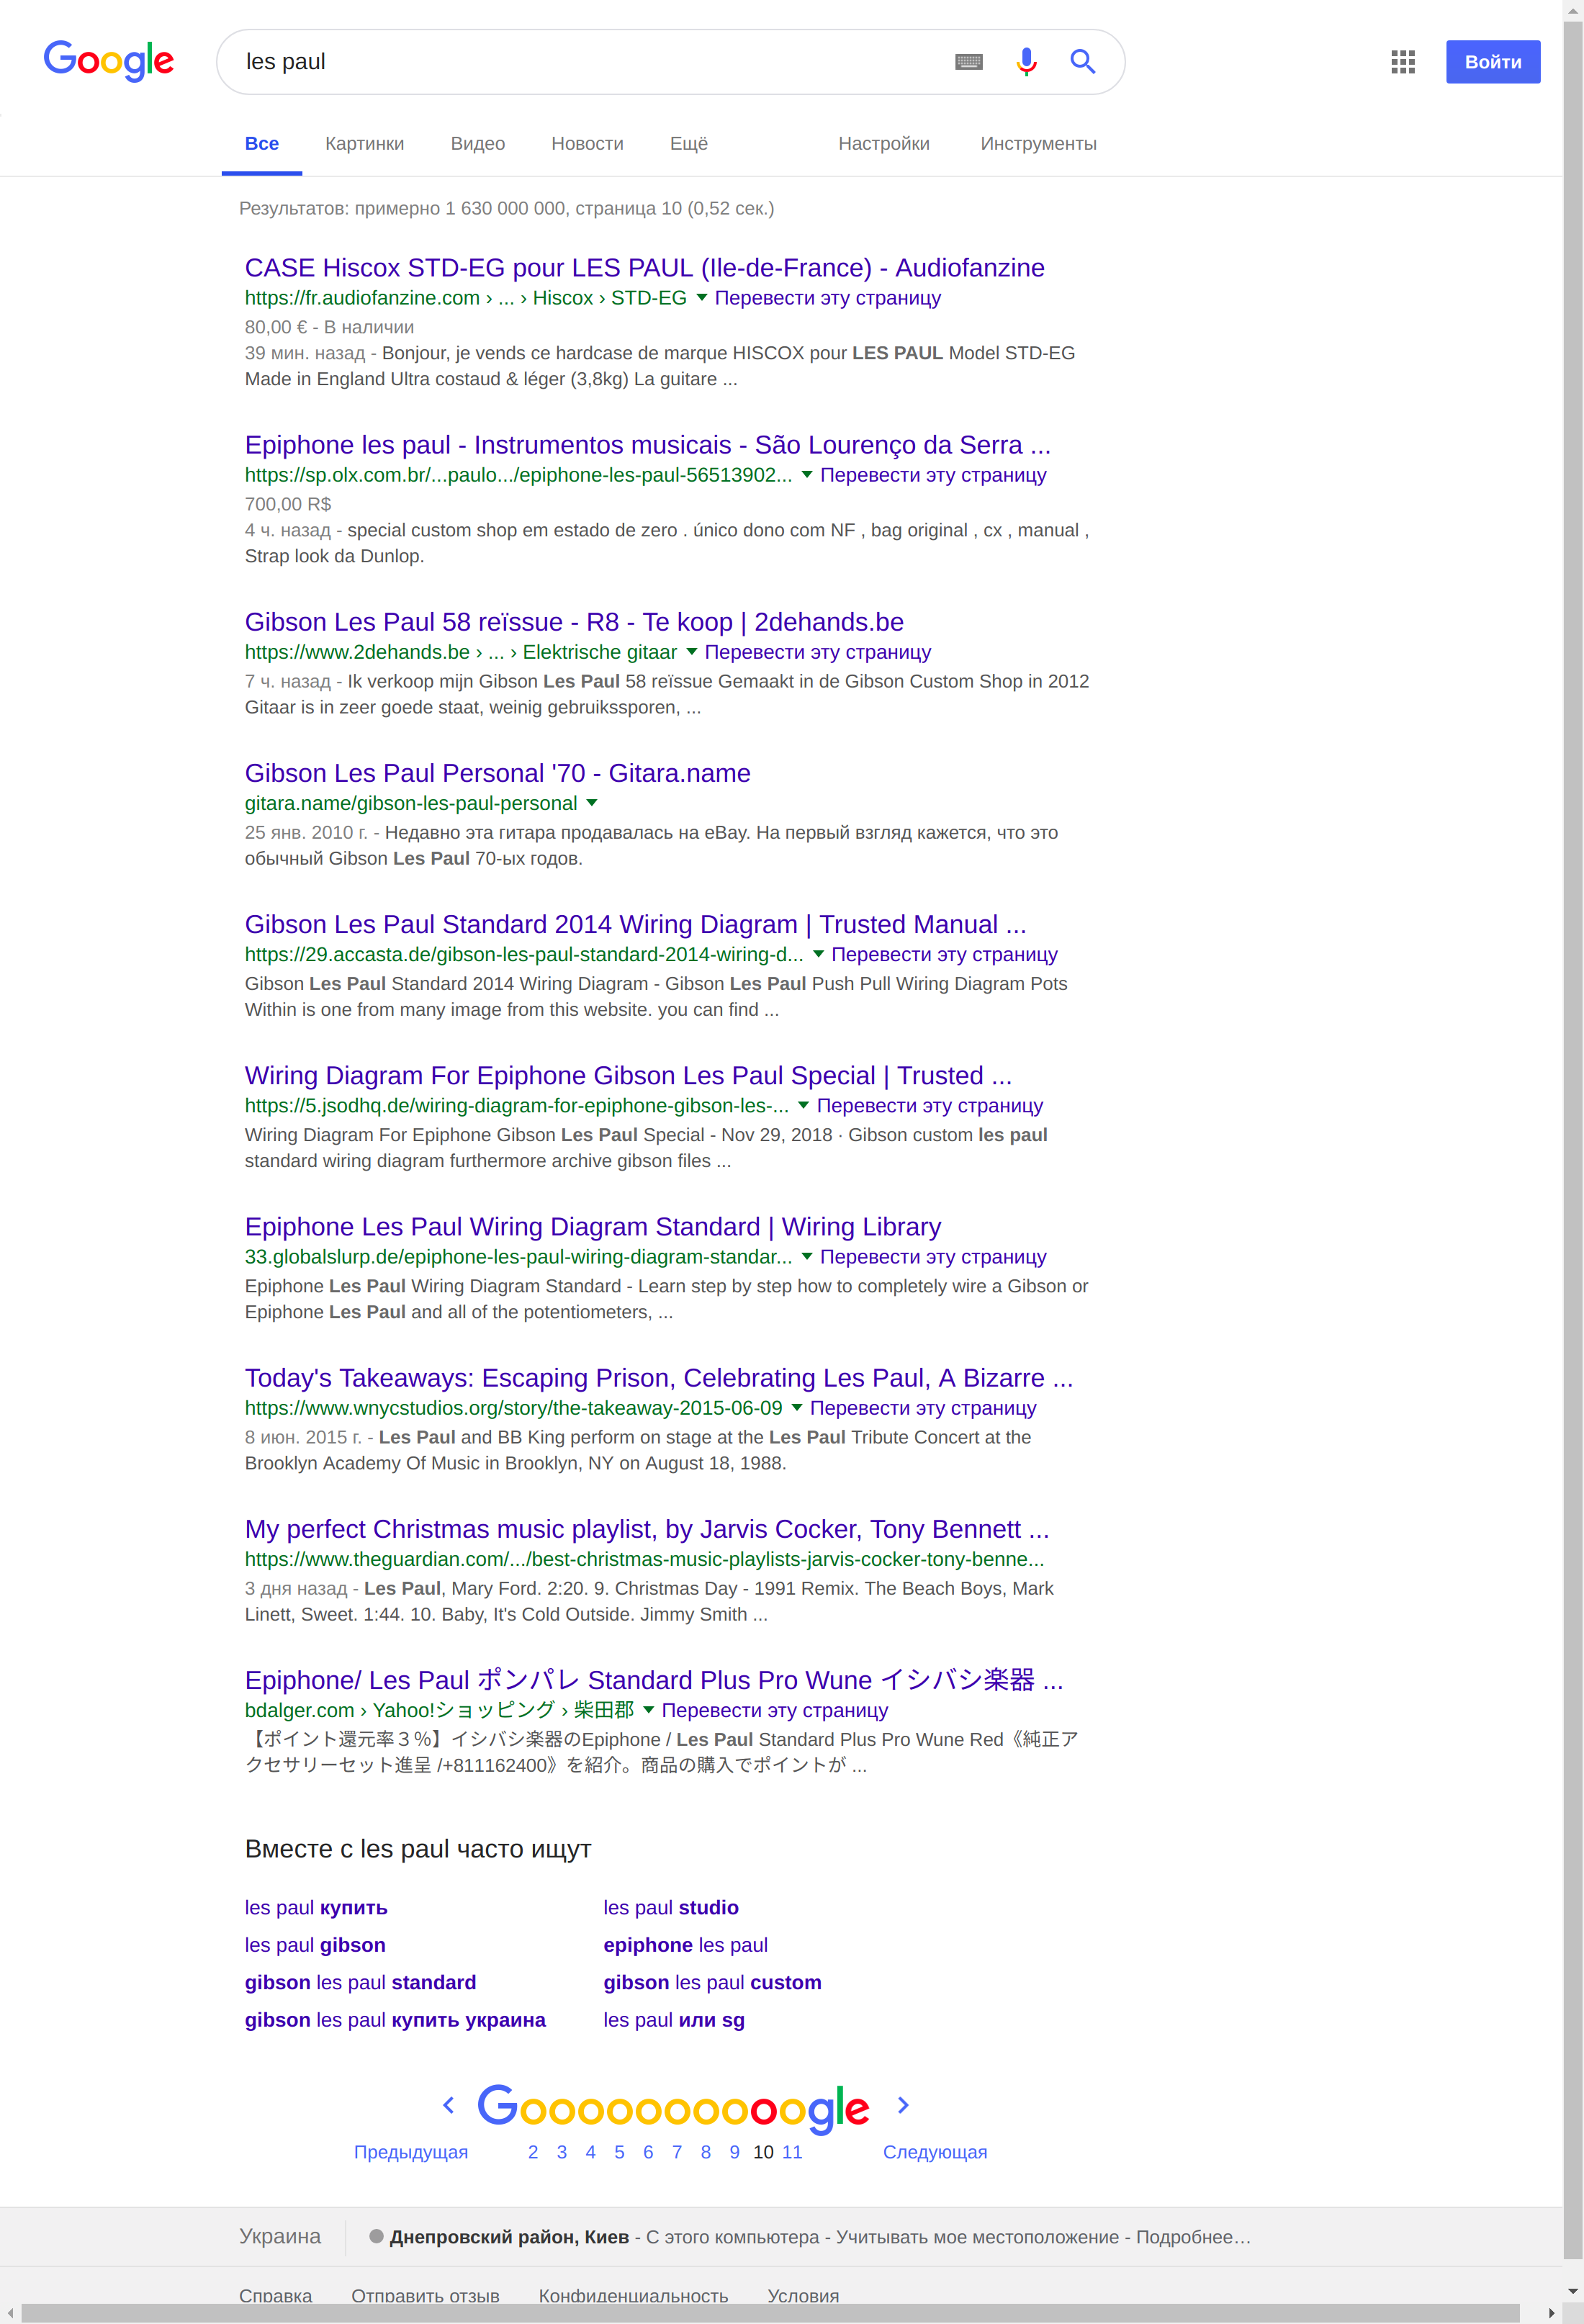 Google
les paul
Войти
Все Картинки Видео Новости Ещё Настройки Инструменты
Результатов: примерно 1 630 000 000, страница 10 (0,52 сек.)
CASE Hiscox STD-EG pour LES PAUL (Ile-de-France) - Audiofanzine
https://fr.audiofanzine.com › ... › Hiscox › STD-EG Перевести эту страницу
80,00 € - В наличии
39 мин. назад - Bonjour, je vends ce hardcase de marque HISCOX pour LES PAUL Model STD-EG
Made in England Ultra costaud & léger (3,8kg) La guitare ...
Epiphone les paul - Instrumentos musicais - São Lourenço da Serra ...
https://sp.olx.com.br/...paulo.../epiphone-les-paul-56513902... Перевести эту страницу
700,00 R$
4 ч. назад - special custom shop em estado de zero . único dono com NF , bag original , cx , manual ,
Strap look da Dunlop.
Gibson Les Paul 58 reïssue - R8 - Te koop | 2dehands.be
https://www.2dehands.be › ... › Elektrische gitaar Перевести эту страницу
7 ч. назад - Ik verkoop mijn Gibson Les Paul 58 reïssue Gemaakt in de Gibson Custom Shop in 2012
Gitaar is in zeer goede staat, weinig gebruikssporen, ...
Gibson Les Paul Personal '70 - Gitara.name
gitara.name/gibson-les-paul-personal
25 янв. 2010 г. - Недавно эта гитара продавалась на eBay. На первый взгляд кажется, что это
обычный Gibson Les Paul 70-ых годов.
Gibson Les Paul Standard 2014 Wiring Diagram | Trusted Manual ...
https://29.accasta.de/gibson-les-paul-standard-2014-wiring-d... Перевести эту страницу
Gibson Les Paul Standard 2014 Wiring Diagram - Gibson Les Paul Push Pull Wiring Diagram Pots
Within is one from many image from this website. you can find ...
Wiring Diagram For Epiphone Gibson Les Paul Special | Trusted ...
https://5.jsodhq.de/wiring-diagram-for-epiphone-gibson-les-... Перевести эту страницу
Wiring Diagram For Epiphone Gibson Les Paul Special - Nov 29, 2018 · Gibson custom les paul
standard wiring diagram furthermore archive gibson files ...
Epiphone Les Paul Wiring Diagram Standard | Wiring Library
33.globalslurp.de/epiphone-les-paul-wiring-diagram-standar... Перевести эту страницу
Epiphone Les Paul Wiring Diagram Standard - Learn step by step how to completely wire a Gibson or
Epiphone Les Paul and all of the potentiometers, ...
Today's Takeaways: Escaping Prison, Celebrating Les Paul, A Bizarre ...
https://www.wnycstudios.org/story/the-takeaway-2015-06-09 Перевести эту страницу
8 июн. 2015 г. - Les Paul and BB King perform on stage at the Les Paul Tribute Concert at the
Brooklyn Academy Of Music in Brooklyn, NY on August 18, 1988.
My perfect Christmas music playlist, by Jarvis Cocker, Tony Bennett ...
https://www.theguardian.com/.../best-christmas-music-playlists-jarvis-cocker-tony-benne...
3 дня назад - Les Paul, Mary Ford. 2:20. 9. Christmas Day - 1991 Remix. The Beach Boys, Mark
Linett, Sweet. 1:44. 10. Baby, It's Cold Outside. Jimmy Smith ...
Epiphone/ Les Paul ポンパレ Standard Plus Pro Wune イシバシ楽器 ...
bdalger.com › Yahoo!ショッピング › 柴田郡 Перевести эту страницу
【ポイント還元率３％】イシバシ楽器のEpiphone / Les Paul Standard Plus Pro Wune Red《純正ア
クセサリーセット進呈 /+811162400》を紹介。商品の購入でポイントが ...
Вместе с les paul часто ищут
les paul купить les paul studio
les paul gibson epiphone les paul
gibson les paul standard gibson les paul custom
gibson les paul купить украина les paul или sg
Goooooooooogle
Предыдущая 2 3 4 5 6 7 8 9 10 11 Следующая
Украина Днепровский район, Киев - С этого компьютера - Учитывать мое местоположение - Подробнее…
Справка Отправить отзыв Конфиденциальность Условия